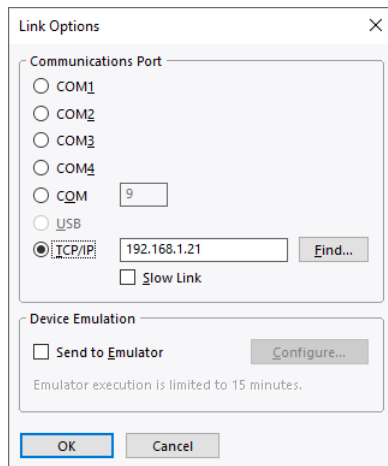 Link Options
Communications Port
COM1
COM2
COM3
COM4
COM 9
USB
TCP/IP 192.168.1.21 Find...
Slow Link
Device Emulation
Send to Emulator Configure...
Emulator execution is limited to 15 minutes.
OK Cancel